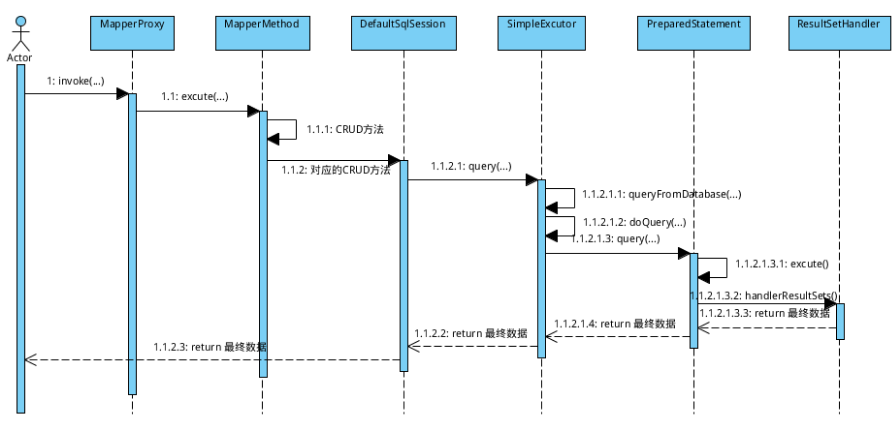 MapperProxy
MapperMethod
DefaultSqlSession
SimpleExcutor
PreparedStatement
ResultSetHandler
Actor
1: invoke(...)
1.1: excute(...)
1.1.1: CRUD方法
1.1.2: 对应的CRUD方法
1.1.2.1: query(...)
1.1.2.1.1: queryFromDatabase(...)
1.1.2.1.2: doQuery(...)
1.1.2.1.3: query(...)
1.1.2.1.3.1: excute()
1.1.2.1.3.2: handlerResultSets()
1.1.2.1.3.3: return 最终数据
1.1.2.1.4: return 最终数据
1.1.2.2: return 最终数据
1.1.2.3: return 最终数据